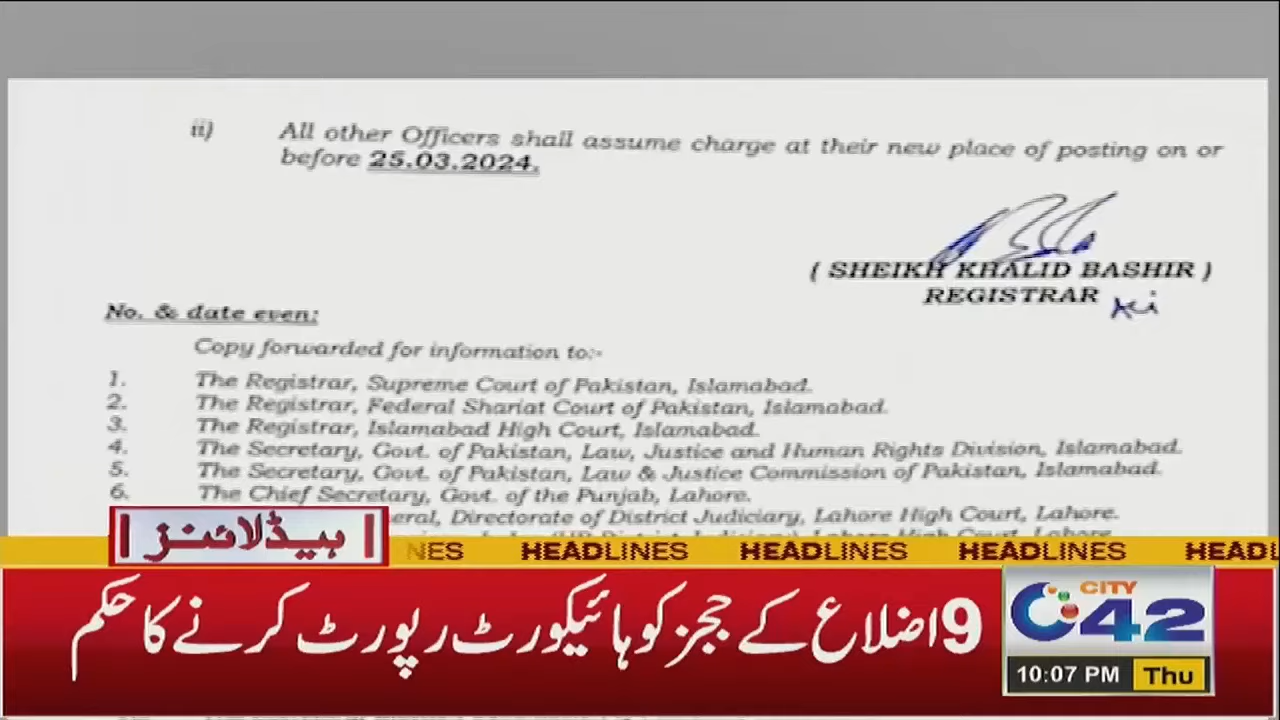 ii) All other Officers shall assume charge at their new place of posting on or
before 25.03.2024.
( SHEIKH KHALID BASHIR )
REGISTRAR
No. & date even:
Copy forwarded for information to:-
1. The Registrar, Supreme Court of Pakistan, Islamabad.
2. The Registrar, Federal Shariat Court of Pakistan, Islamabad.
3. The Registrar, Islamabad High Court, Islamabad.
4. The Secretary, Govt. of Pakistan, Law, Justice and Human Rights Division, Islamabad.
5. The Secretary, Govt. of Pakistan, Law & Justice Commission of Pakistan, Islamabad.
6. The Chief Secretary, Govt. of the Punjab, Lahore.
eral, Directorate of District Judiciary, Lahore High Court, Lahore.
ہیڈلائنز
NES HEADLINES HEADLINES HEADLINES HEADL
9 اضلاع کے ججز کو ہائیکورٹ رپورٹ کرنے کا حکم
CITY
42
10:07 PM Thu